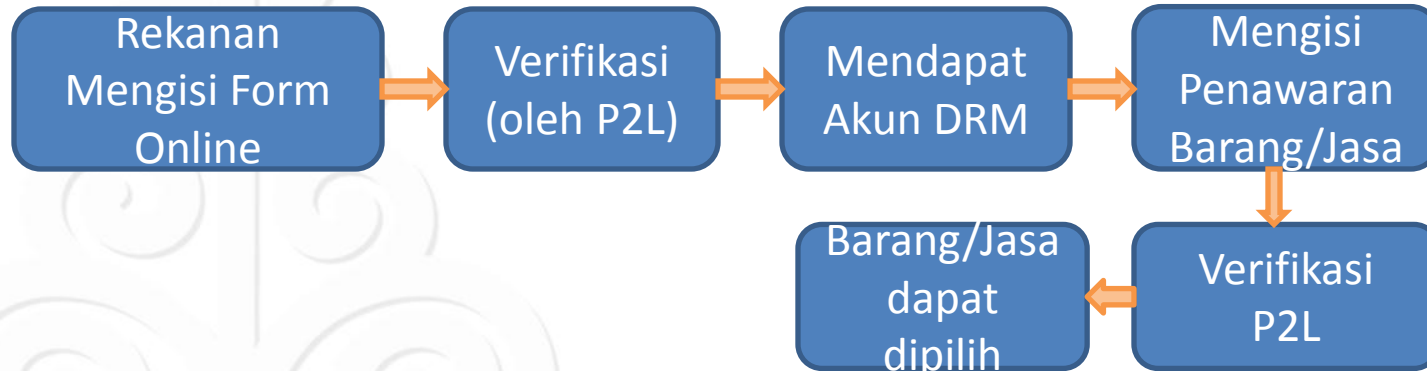 Rekanan
Mengisi Form
Online
Verifikasi
(oleh P2L)
Mendapat
Akun DRM
Mengisi
Penawaran
Barang/Jasa
Verifikasi
P2L
Barang/Jasa
dapat
dipilih